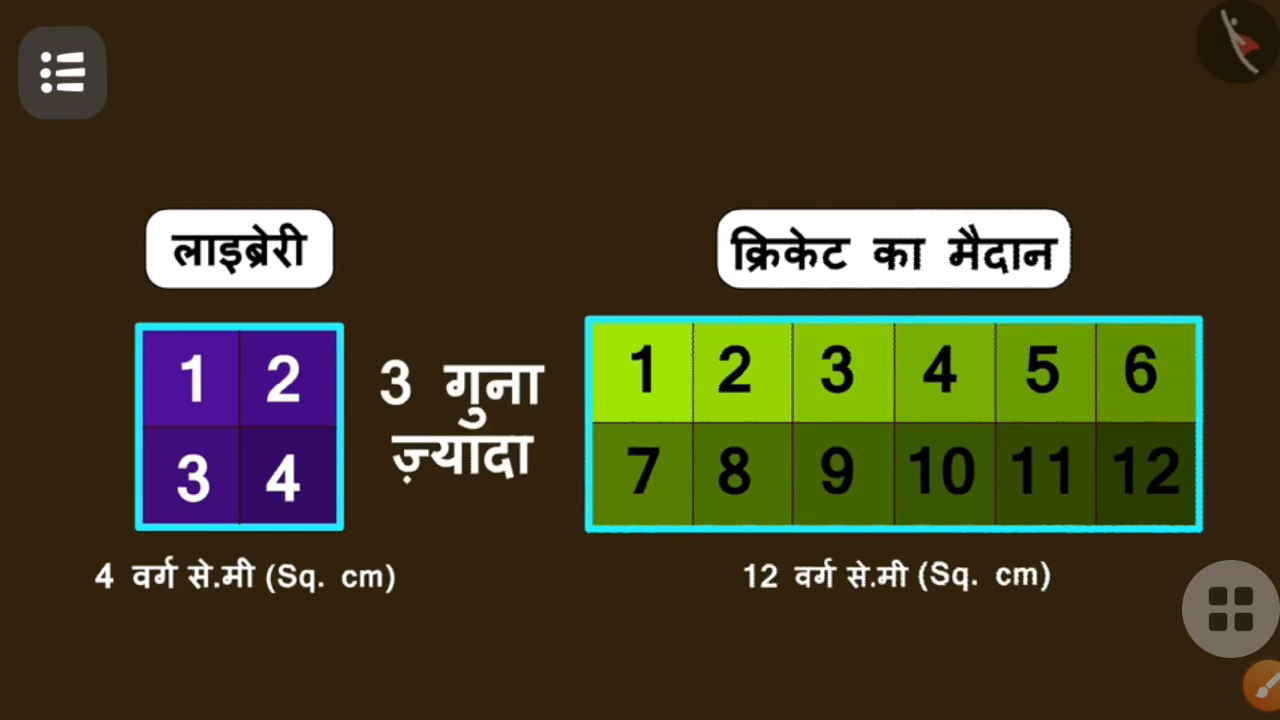 लाइब्रेरी
क्रिकेट का मैदान
1 2
3 4
3 गुना
ज़्यादा
1 2 3 4 5 6
7 8 9 10 11 12
4 वर्ग से.मी (Sq. cm)
12 वर्ग से.मी (Sq. cm)